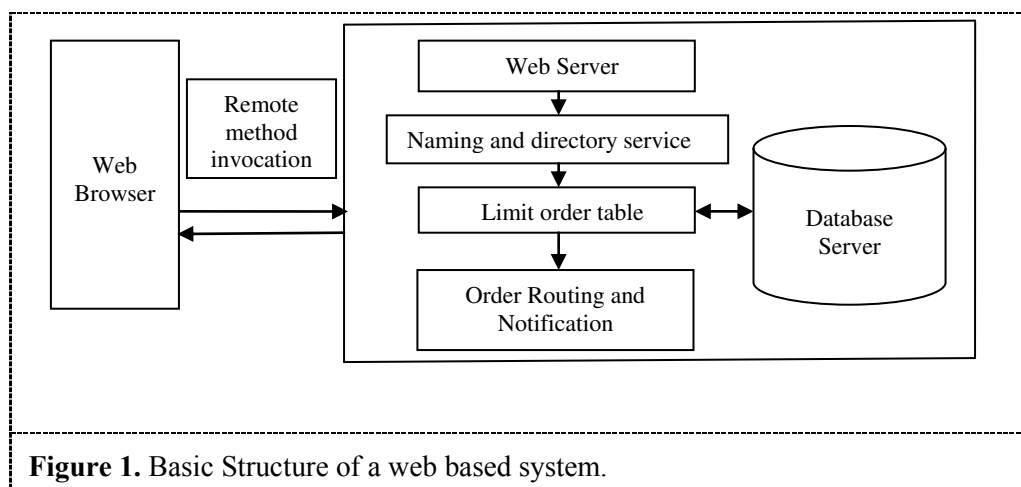 Web
Browser
Remote
method
invocation
Web Server
Naming and directory service
Limit order table
Order Routing and
Notification
Database
Server
Figure 1. Basic Structure of a web based system.